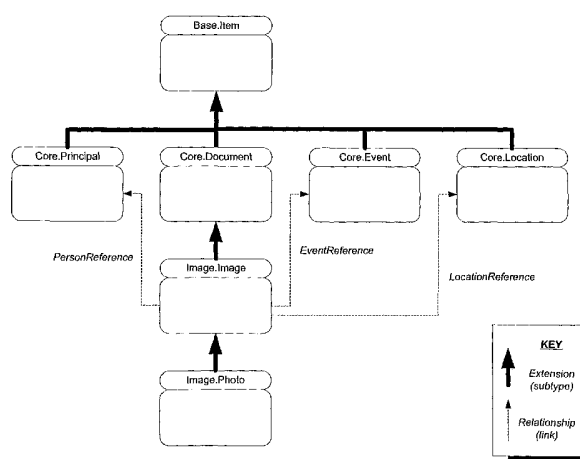 Base.Item
Core.Principal
Core.Document
Core.Event
Core.Location
PersonReference
EventReference
LocationReference
Image.Image
Image.Photo
KEY
Extension
(subtype)
Relationship
(link)